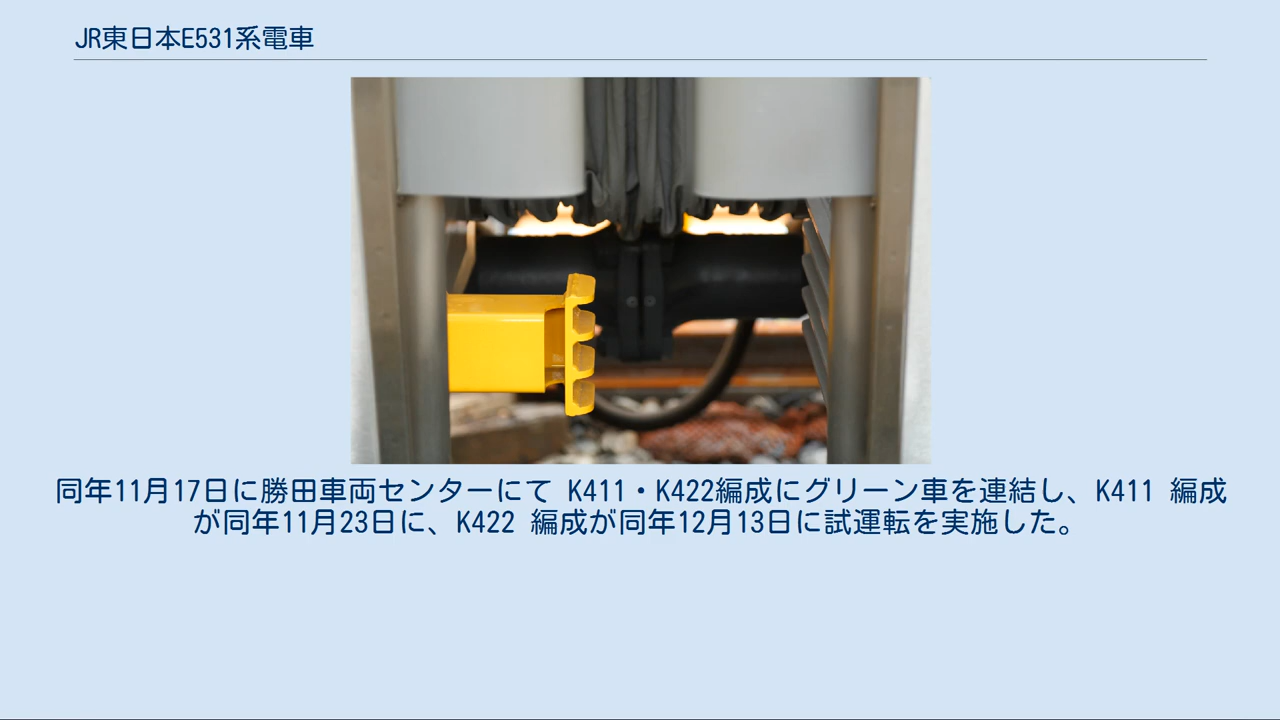 JR東日本E531系電車
同年11月17日に勝田車両センターにて K411・K422編成にグリーン車を連結し、K411 編成
が同年11月23日に、K422 編成が同年12月13日に試運転を実施した。